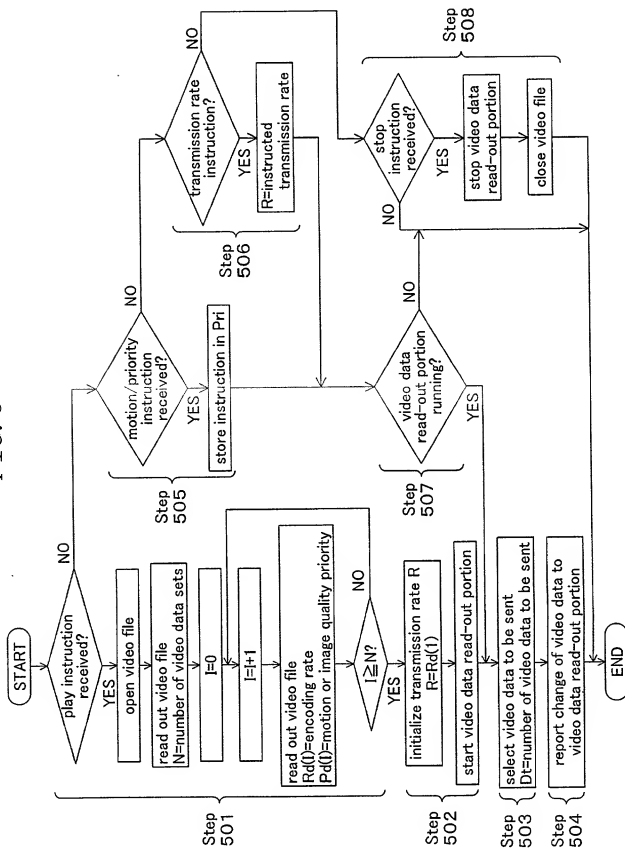 START
play instruction
received?
NO
YES
open video file
read out video file
N=number of video data sets
I=0
I=I+1
read out video file
Rd(I)=encoding rate
Pd(I)=motion or image quality priority
I≧N?
NO
YES
Step
501
initialize transmission rate R
R=Rd(1)
start video data read-out portion
Step
502
select video data to be sent
Dt=number of video data to be sent
Step
503
report change of video data to
video data read-out portion
Step
504
END
motion/priority
instruction
received?
NO
YES
store instruction in Pri
Step
505
transmission rate
instruction?
NO
YES
R=instructed
transmission rate
Step
506
video data
read-out portion
running?
NO
YES
Step
507
stop
instruction
received?
NO
YES
stop video data
read-out portion
close video file
Step
508